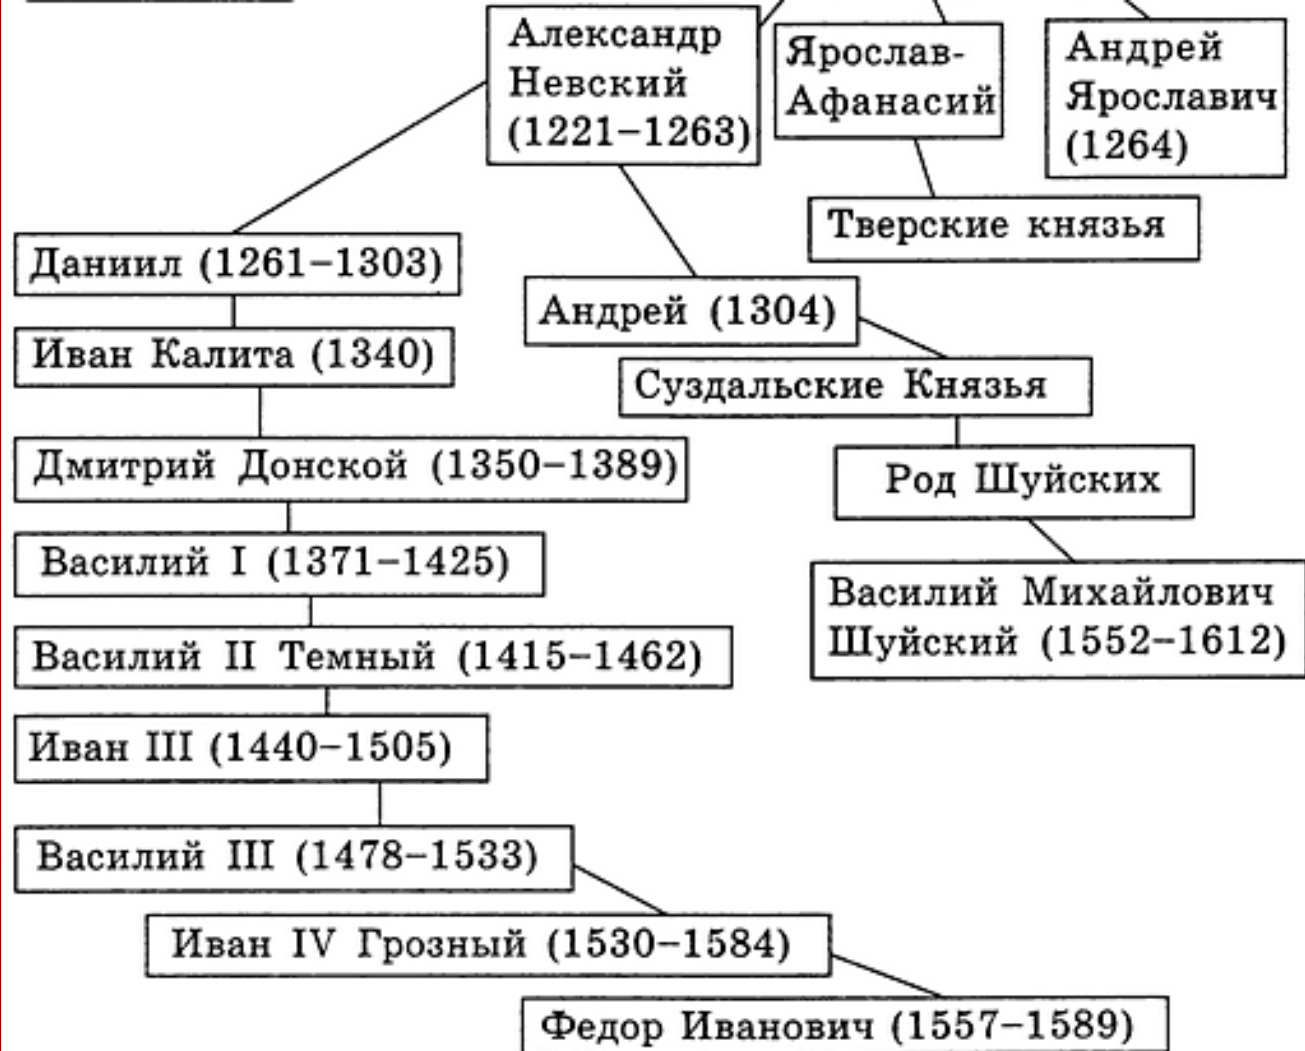 Александр
Невский
(1221–1263)
Ярослав-
Афанасий
Андрей
Ярославич
(1264)
Тверские князья
Даниил (1261–1303)
Андрей (1304)
Иван Калита (1340)
Суздальские Князья
Дмитрий Донской (1350–1389)
Род Шуйских
Василий I (1371–1425)
Василий Михайлович
Шуйский (1552–1612)
Василий II Темный (1415–1462)
Иван III (1440–1505)
Василий III (1478–1533)
Иван IV Грозный (1530–1584)
Федор Иванович (1557–1589)